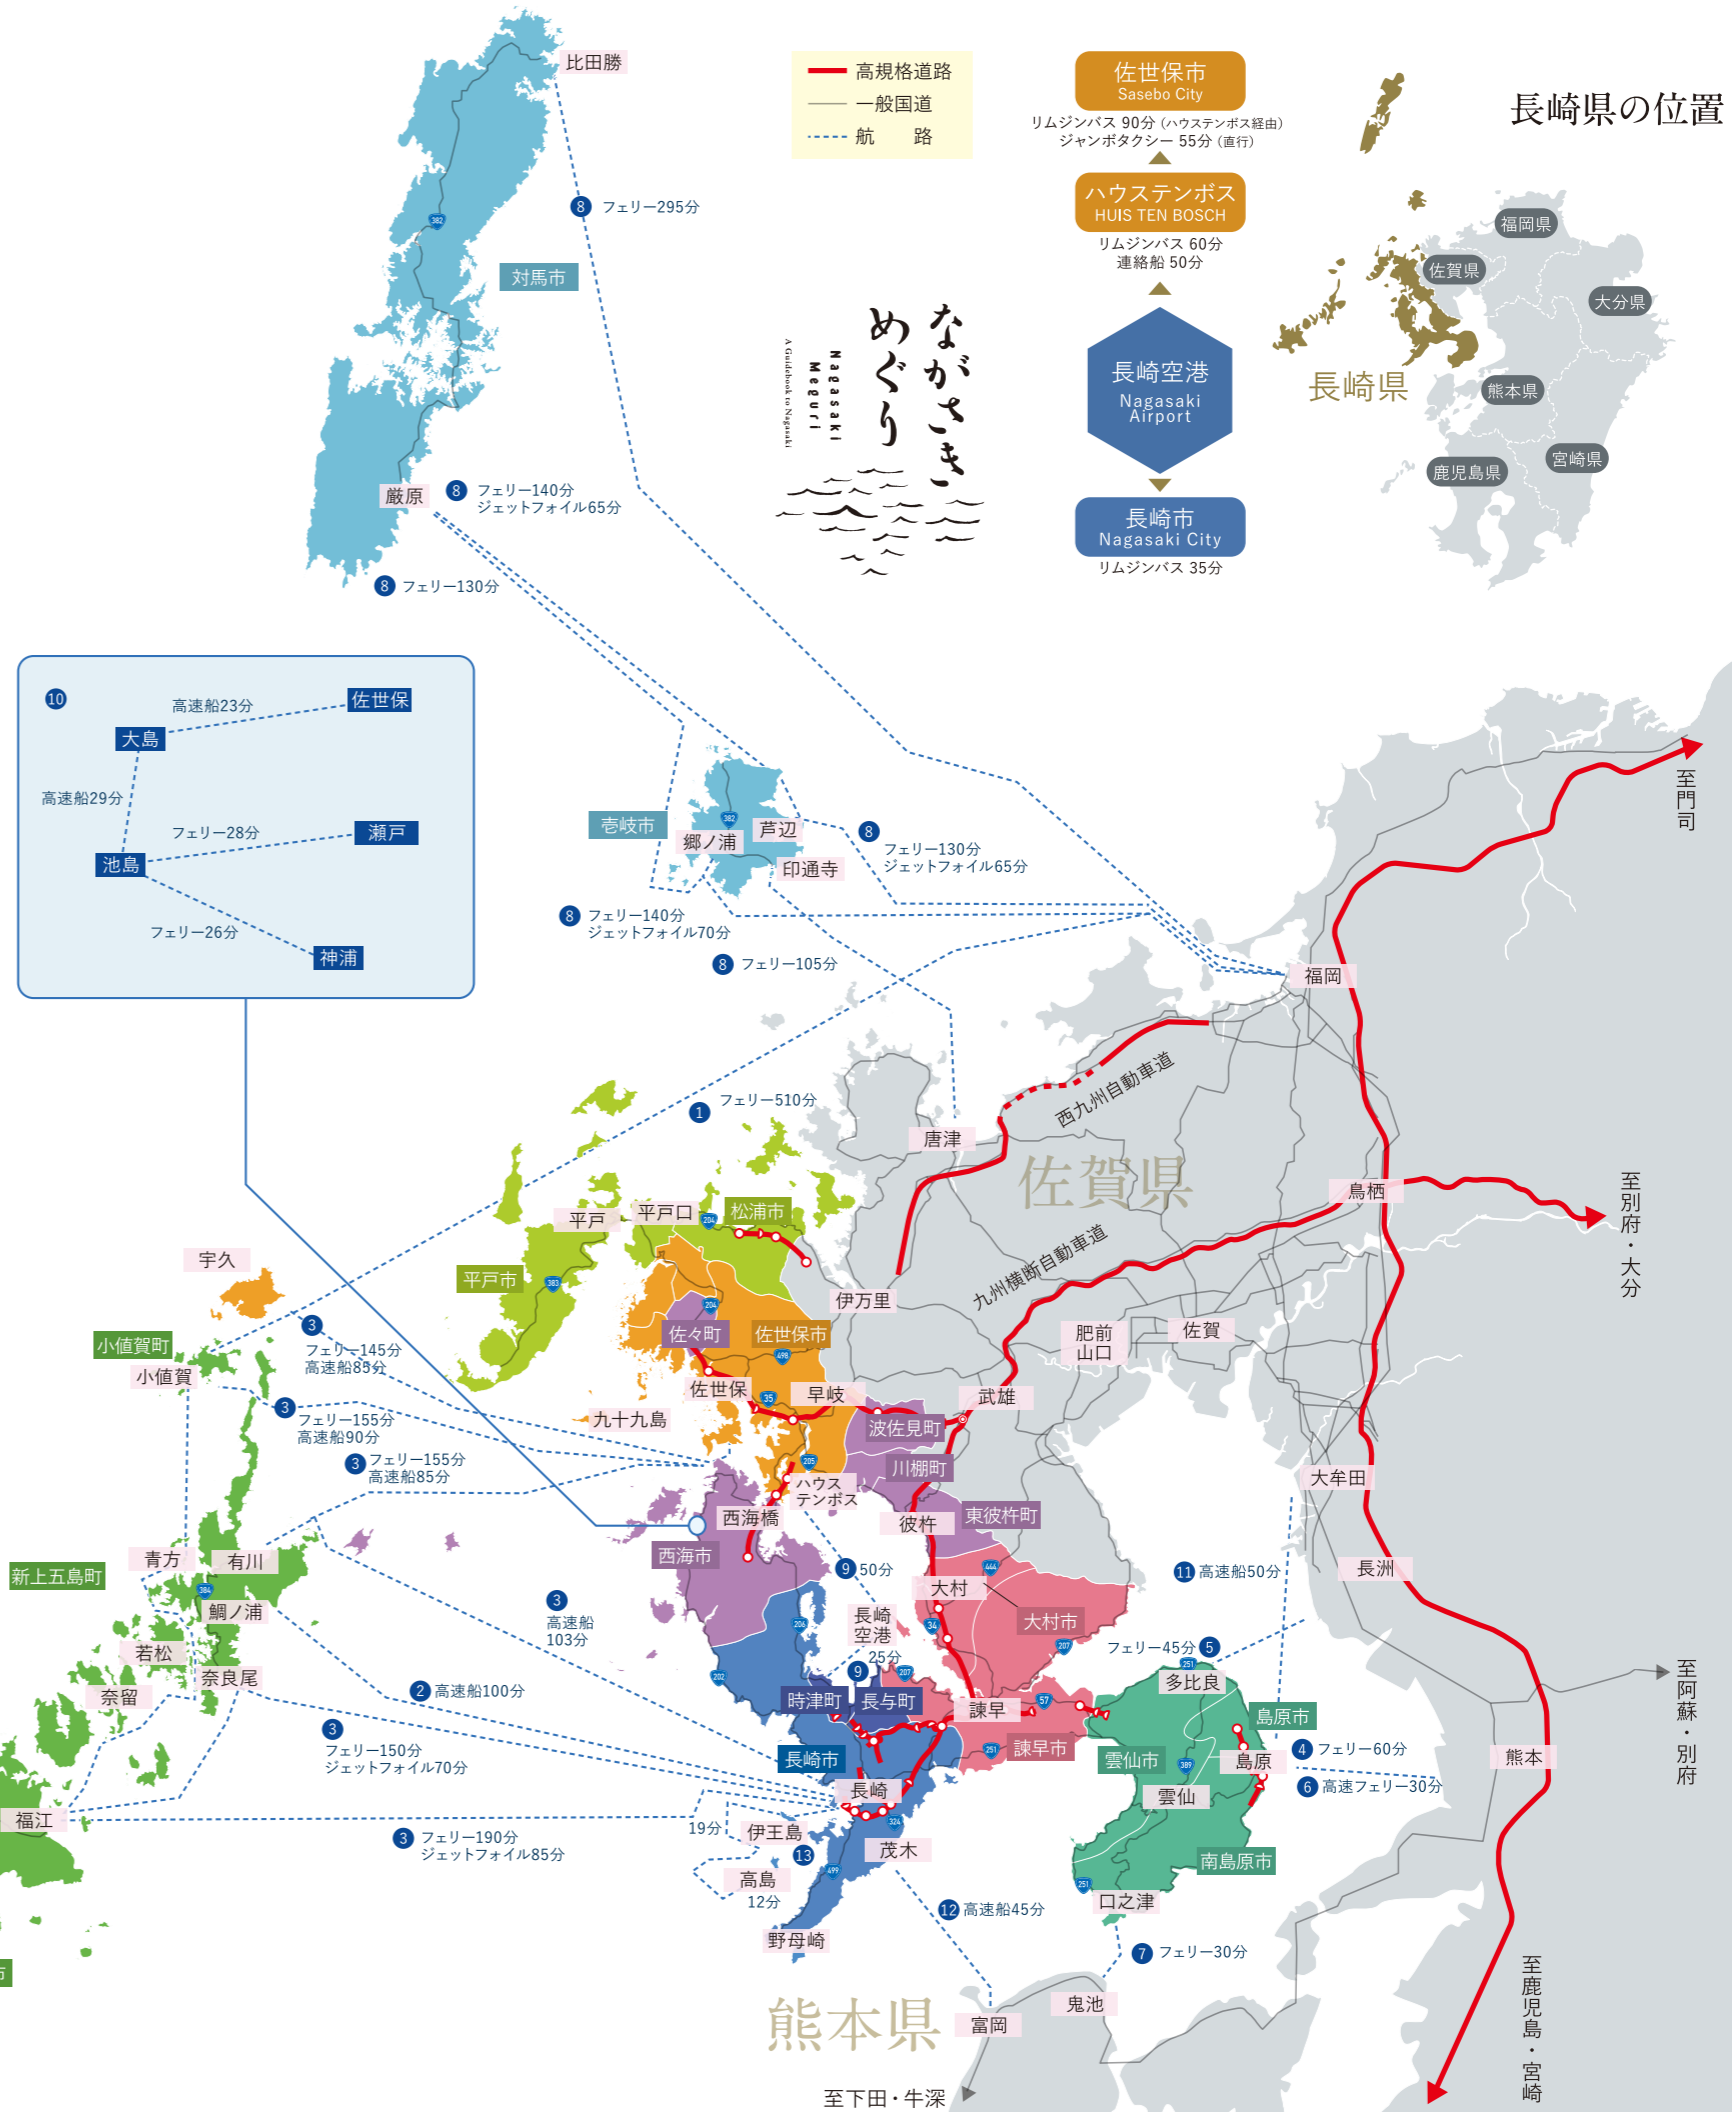 比田勝
高規格道路
一般国道
航　　路
佐世保市
Sasebo City
リムジンバス 90分 (ハウステンボス経由)
ジャンボタクシー 55分 (直行)
ハウステンボス
HUIS TEN BOSCH
リムジンバス 60分
連絡船 50分
長崎空港
Nagasaki
Airport
長崎市
Nagasaki City
リムジンバス 35分
長崎県の位置
福岡県
佐賀県
大分県
長崎県
熊本県
宮崎県
鹿児島県
ながさき
めぐり
Nagasaki
Meguri
A Guidebook to Nagasaki
8 フェリー295分
382
対馬市
厳原
8 フェリー140分
ジェットフォイル65分
8 フェリー130分
10
佐世保
高速船23分
大島
高速船29分
フェリー28分
瀬戸
池島
フェリー26分
神浦
壱岐市
382
芦辺
郷ノ浦
印通寺
8
フェリー130分
ジェットフォイル65分
8 フェリー140分
ジェットフォイル70分
8 フェリー105分
至門司
福岡
1
フェリー510分
西九州自動車道
唐津
佐賀県
鳥栖
至別府・大分
平戸
平戸口
204
松浦市
九州横断自動車道
宇久
平戸市
383
伊万里
204
佐々町
佐世保市
498
肥前
山口
佐賀
小値賀町
小値賀
3
フェリー145分
高速船85分
佐世保
35
早岐
武雄
九十九島
波佐見町
3
フェリー155分
高速船90分
3 フェリー155分
高速船85分
205
川棚町
ハウス
テンボス
大牟田
西海橋
彼杵
東彼杵町
西海市
青方
有川
新上五島町
384
鯛ノ浦
若松
奈良尾
奈留
9 50分
444
11 高速船50分
長洲
大村
3
高速船
103分
206
長崎
空港
34
大村市
207
フェリー45分 5
251
多比良
202
25分
9
207
時津町
長与町
2 高速船100分
57
諫早
島原市
至阿蘇・別府
3
フェリー150分
ジェットフォイル70分
長崎市
251
諫早市
雲仙市
389
島原
4 フェリー60分
熊本
6 高速フェリー30分
長崎
雲仙
福江
19分
伊王島
324
3 フェリー190分
ジェットフォイル85分
13
茂木
南島原市
高島
499
12分
251
口之津
12 高速船45分
野母崎
7 フェリー30分
市
熊本県
富岡
鬼池
至鹿児島・宮崎
至下田・牛深